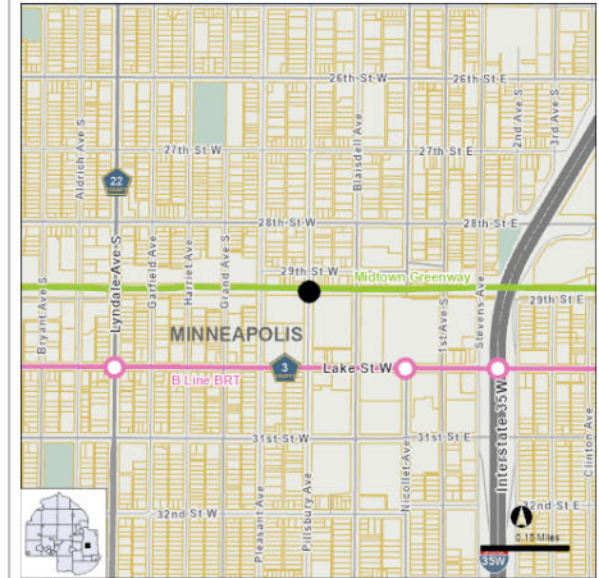 26th St W
26th St E
Aldrich Ave S
Blaisdell Ave
2nd Ave S
3rd Ave S
27th St W
27th St E
22
COUNTY
28th St W
28th St E
Bryant Ave S
Lyndale Ave S
Garfield Ave
Harriet Ave
Grand Ave S
29th St W
Midtown Greenway
1st Ave S
Stevens Ave
29th St E
MINNEAPOLIS
3
COUNTY
Lake St W
B Line BRT
Interstate 35W
Clinton Ave
31st St W
31st St E
Pleasant Ave
Pillsbury Ave
Nicollet Ave
32nd St W
32nd St E
0.15 Miles
35W